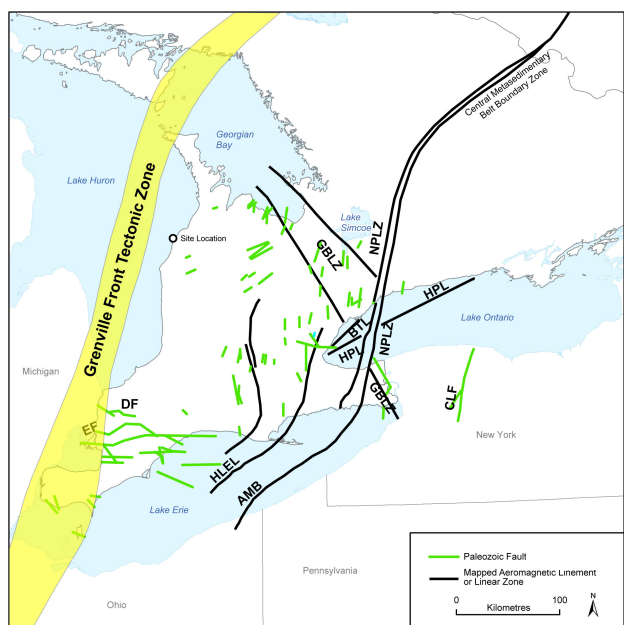 Central Metasedimentary
Belt Boundary Zone
Georgian
Bay
Lake Huron
Grenville Front Tectonic Zone
Site Location
Lake
Simcoe
NPLZ
GBLZ
HPL
BTL
Lake Ontario
HPL
NPLZ
GBLZ
CLF
Michigan
DF
EF
New York
HLEL
AMB
Lake Erie
Pennsylvania
Ohio
Paleozoic Fault
Mapped Aeromagnetic Linement
or Linear Zone
0 100
Kilometres
N